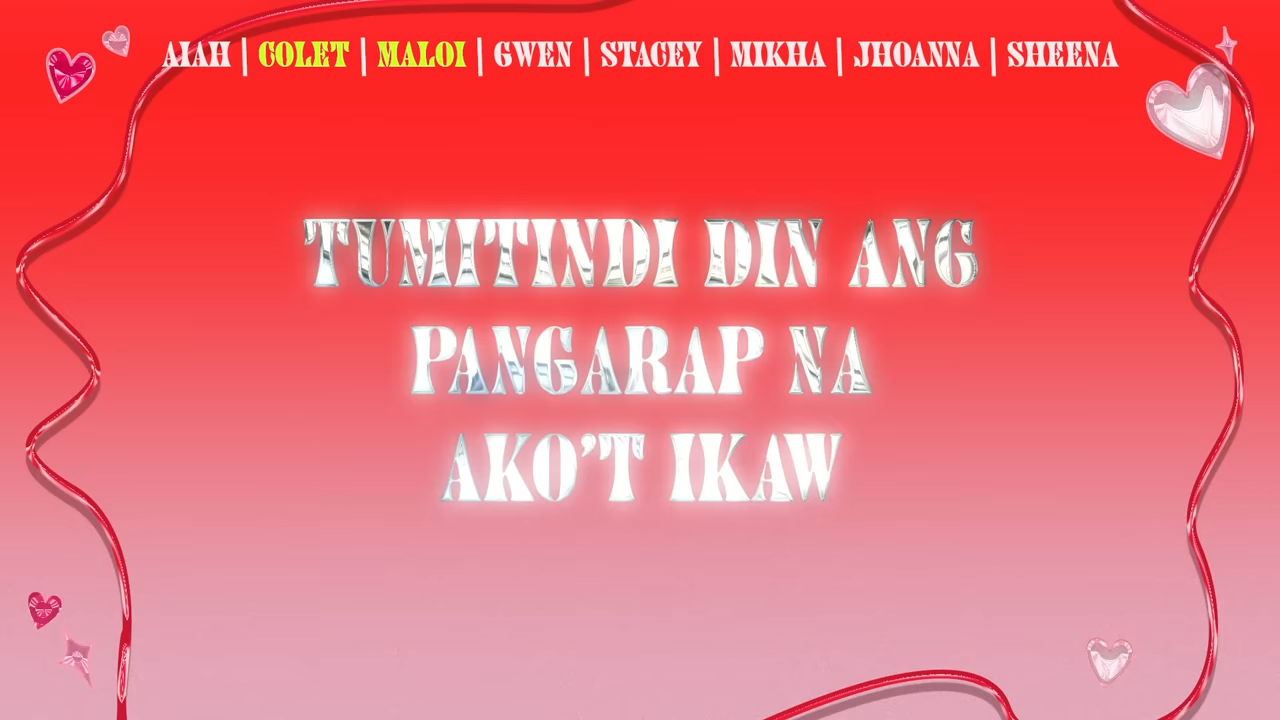 AIAH | COLET | MALOI | GWEN | STACEY | MIKHA | JHOANNA | SHEENA
TUMITINDI DIN ANG
PANGARAP NA
AKO'T IKAW